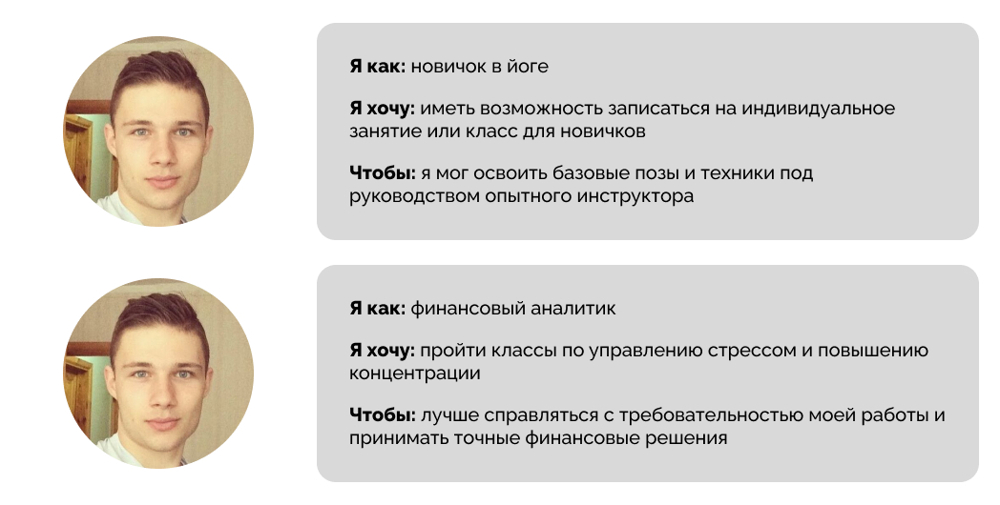 Я как: новичок в йоге
Я хочу: иметь возможность записаться на индивидуальное
занятие или класс для новичков
Чтобы: я мог освоить базовые позы и техники под
руководством опытного инструктора
Я как: финансовый аналитик
Я хочу: пройти классы по управлению стрессом и повышению
концентрации
Чтобы: лучше справляться с требовательностью моей работы и
принимать точные финансовые решения